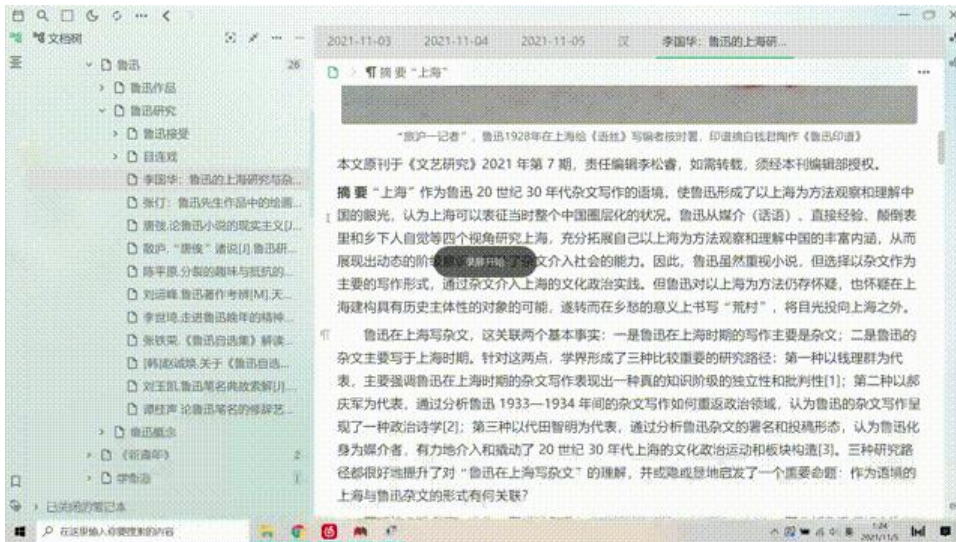 文档树
鲁迅
26
鲁迅作品
鲁迅研究
鲁迅接受
目连戏
李国华：鲁迅的上海研究与杂...
张仃：鲁迅先生作品中的绘画...
唐弢.论鲁迅小说的现实主义[J...
敬庐．“唐俟”诸说[J].鲁迅研...
陈平原.分裂的趣味与抵抗的...
刘运峰.鲁迅著作考辨[M].天...
李世琦.走进鲁迅晚年的精神...
张铁荣.《鲁迅自选集》解读...
[韩]赵诚焕.关于《鲁迅自选...
刘玉凯.鲁迅笔名典故索解[J]....
谭桂声 论鲁迅笔名的修辞艺...
鲁迅概念
《新青年》
2
学衡派
1
已关闭的笔记本
2021-11-03
2021-11-04
2021-11-05
汉
李国华：鲁迅的上海研...
摘 要 “上海”
“旅沪一记者”，鲁迅1928年在上海给《语丝》写编者按时署，印谱摘自钱君陶作《鲁迅印谱》
本文原刊于《文艺研究》2021 年第 7 期，责任编辑李松睿，如需转载，须经本刊编辑部授权。
摘 要 “上海”作为鲁迅 20 世纪 30 年代杂文写作的语境，使鲁迅形成了以上海为方法观察和理解中
国的眼光，认为上海可以表征当时整个中国圈层化的状况。鲁迅从媒介（话语）、直接经验、颠倒表
里和乡下人自觉等四个视角研究上海，充分拓展自己以上海为方法观察和理解中国的丰富内涵，从而
展现出动态的阶 杂文介入社会的能力。因此，鲁迅虽然重视小说，但选择以杂文作为
录屏开始
主要的写作形式，通过杂文介入上海的文化政治实践。但鲁迅对以上海为方法仍存怀疑，也怀疑在上
海建构具有历史主体性的对象的可能，遂转而在乡愁的意义上书写“荒村”，将目光投向上海之外。
鲁迅在上海写杂文，这关联两个基本事实：一是鲁迅在上海时期的写作主要是杂文；二是鲁迅的
杂文主要写于上海时期。针对这两点，学界形成了三种比较重要的研究路径：第一种以钱理群为代
表，主要强调鲁迅在上海时期的杂文写作表现出一种真的知识阶级的独立性和批判性[1]；第二种以郝
庆军为代表，通过分析鲁迅 1933—1934 年间的杂文写作如何重返政治领域，认为鲁迅的杂文写作呈
现了一种政治诗学[2]；第三种以代田智明为代表，通过分析鲁迅杂文的署名和投稿形态，认为鲁迅化
身为媒介者，有力地介入和撬动了 20 世纪 30 年代上海的文化政治运动和板块构造[3]。三种研究路
径都很好地提升了对“鲁迅在上海写杂文”的理解，并或隐或显地启发了一个重要命题：作为语境的
上海与鲁迅杂文的形式有何关联？
在这里输入你要搜索的内容
1:24
2021/11/5